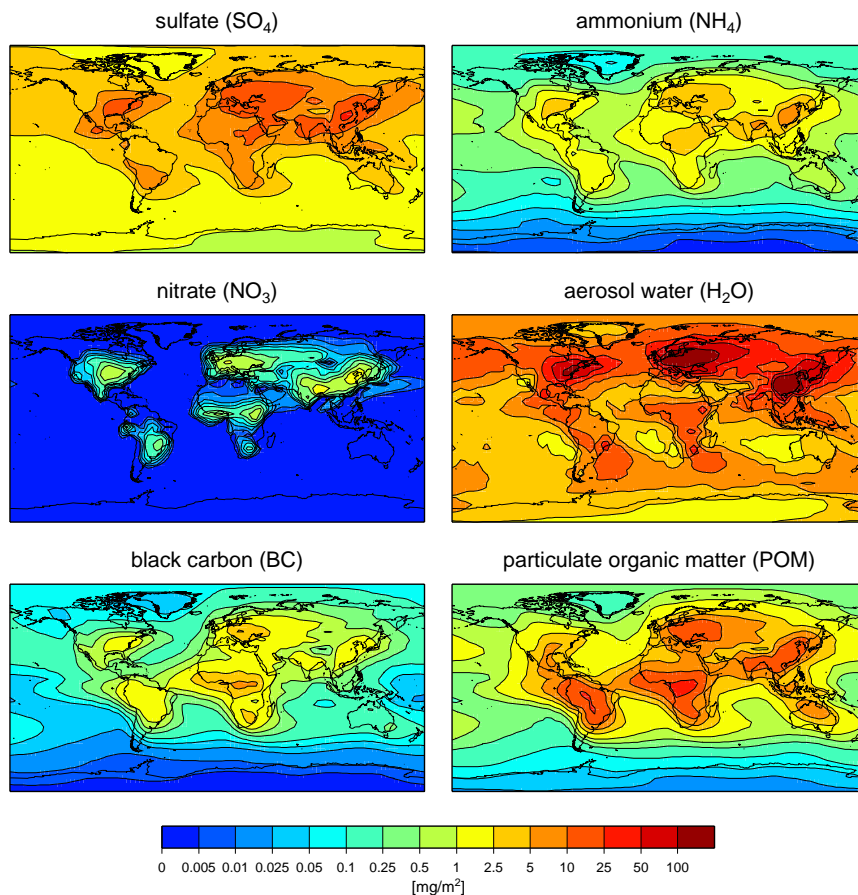 sulfate (SO₄) ammonium (NH₄)
nitrate (NO₃) aerosol water (H₂O)
black carbon (BC) particulate organic matter (POM)
0 0.005 0.01 0.025 0.05 0.1 0.25 0.5 1 2.5 5 10 25 50 100
[mg/m²]